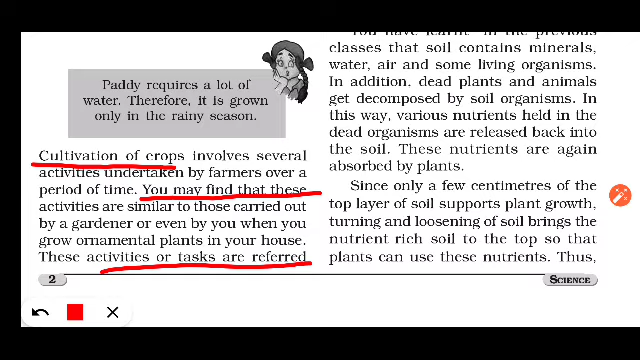 Paddy requires a lot of
water. Therefore, it is grown
only in the rainy season.
Cultivation of crops involves several
activities undertaken by farmers over a
period of time. You may find that these
activities are similar to those carried out
by a gardener or even by you when you
grow ornamental plants in your house.
These activities or tasks are referred
2
You have learnt in the previous
classes that soil contains minerals,
water, air and some living organisms.
In addition, dead plants and animals
get decomposed by soil organisms. In
this way, various nutrients held in the
dead organisms are released back into
the soil. These nutrients are again
absorbed by plants.
Since only a few centimetres of the
top layer of soil supports plant growth,
turning and loosening of soil brings the
nutrient rich soil to the top so that
plants can use these nutrients. Thus,
SCIENCE